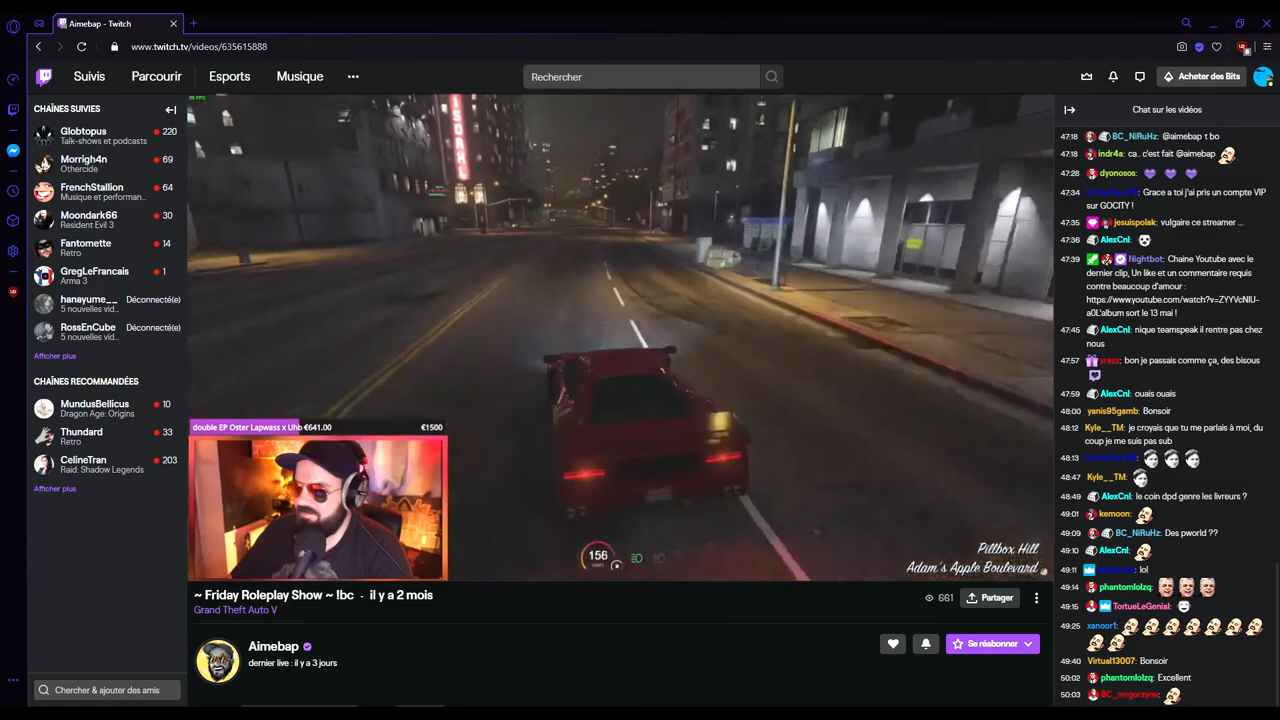 Aimebap - Twitch
www.twitch.tv/videos/635615888
Suivis
Parcourir
Esports
Musique
Rechercher
Acheter des Bits
CHAÎNES SUIVIES
Globtopus 220
Talk-shows et podcasts
Morrigh4n 69
Othercide
FrenchStallion 64
Musique et performan...
Moondark66 30
Resident Evil 3
Fantomette 14
Retro
GregLeFrancais 1
Arma 3
hanayume__ Déconnecté(e)
5 nouvelles vid...
RossEnCube Déconnecté(e)
5 nouvelles vid...
Afficher plus
CHAÎNES RECOMMANDÉES
MundusBellicus 10
Dragon Age: Origins
Thundard 33
Retro
CelineTran 203
Raid: Shadow Legends
Afficher plus
Chercher & ajouter des amis
double EP Oster Lapwass x Uhb €641.00 €1500
156
Pillbox Hill
Adam's Apple Boulevard
~ Friday Roleplay Show ~ !bc - il y a 2 mois
Grand Theft Auto V
661
Partager
Aimebap
dernier live : il y a 3 jours
Se réabonner
Chat sur les vidéos
47:18 BC_NiRuHz: @aimebap t bo
47:18 indr4a: ca.. c'est fait @aimebap
47:28 dyonosos:
47:34 Grace a toi j'ai pris un compte VIP
sur GOCITY !
47:35 jesuispolak: vulgaire ce streamer ...
47:36 AlexCnl:
47:39 Nightbot: Chaine Youtube avec le
dernier clip, Un like et un commentaire requis
contre beaucoup d'amour :
https://www.youtube.com/watch?v=ZYYVcNlU-
a0L'album sort le 13 mai !
47:45 AlexCnl: nique teamspeak il rentre pas chez
nous
47:57 bon je passais comme ça, des bisous
47:59 AlexCnl: ouais ouais
48:00 yanis95gamb: Bonsoir
48:12 Kyle__TM: je croyais que tu me parlais à moi, du
coup je me suis pas sub
48:13
48:47 Kyle__TM:
48:49 AlexCnl: le coin dpd genre les livreurs ?
49:01 kemoon:
49:09 BC_NiRuHz: Des pworld ??
49:10 AlexCnl:
49:11 lol
49:14 phantomlolzq:
49:15 TortueLeGenial:
49:25 xanoor1:
49:40 Virtual13007: Bonsoir
50:02 phantomlolzq: Excellent
50:03 BC_mrgorzyne: